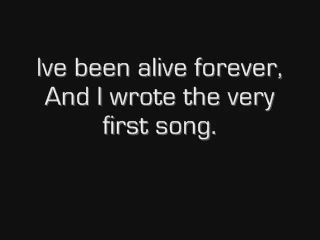 Ive been alive forever,
And I wrote the very
first song.